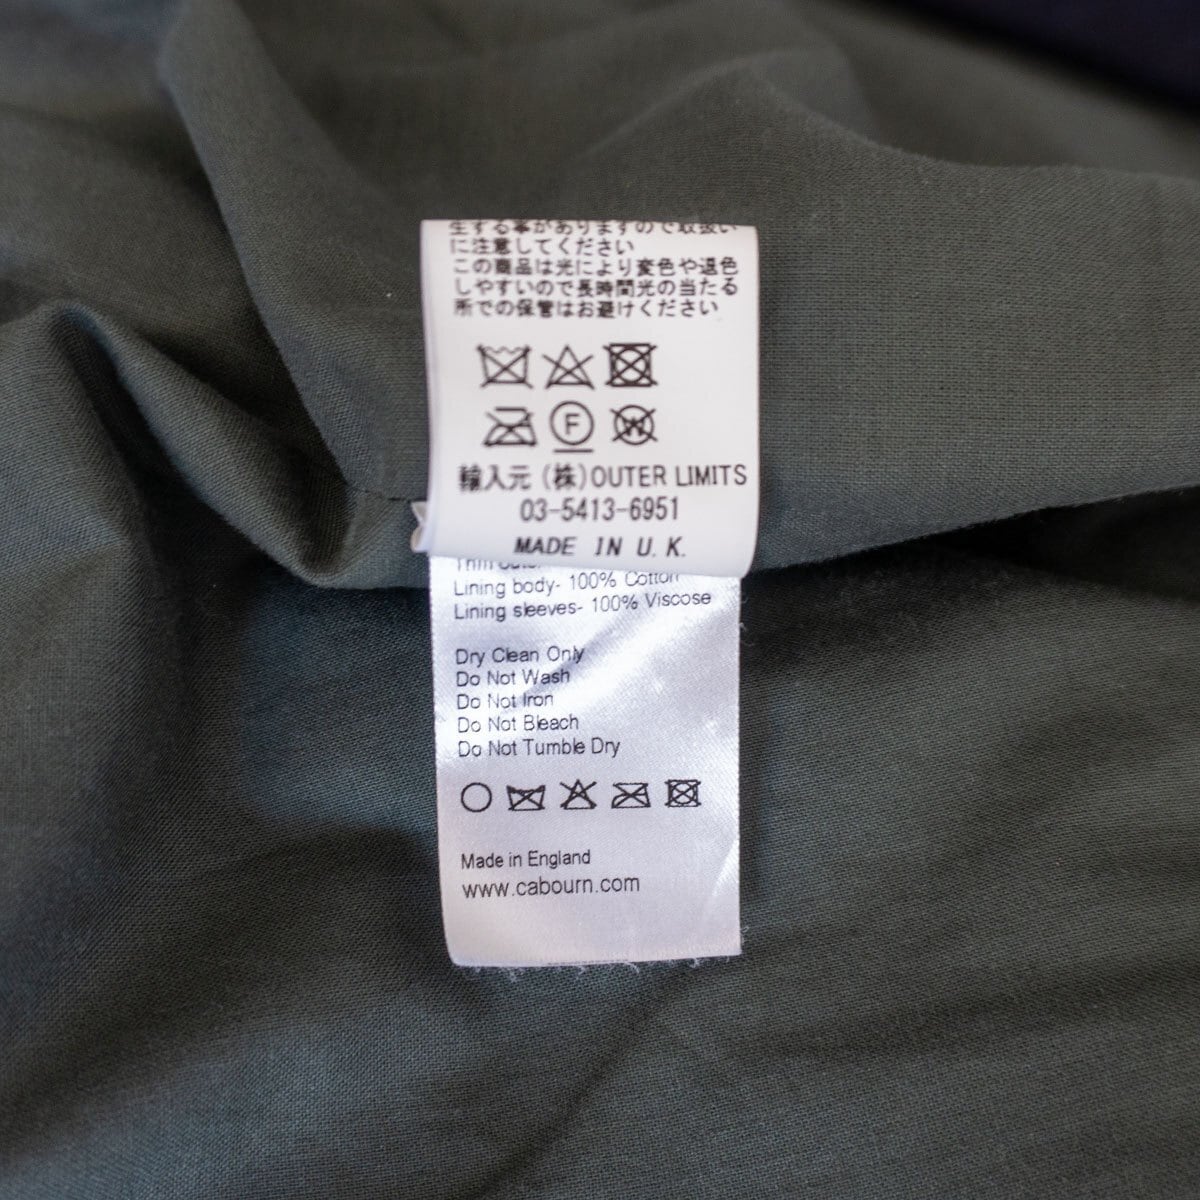 生する事がありますので取扱い
に注意してください
この商品は光により変色や退色
しやすいので長時間光の当たる
所での保管はお避けください
F W
輸入元 (株)OUTER LIMITS
03-5413-6951
MADE IN U.K.
Lining body- 100% Cotton
Lining sleeves- 100% Viscose
Dry Clean Only
Do Not Wash
Do Not Iron
Do Not Bleach
Do Not Tumble Dry
Made in England
www.cabourn.com